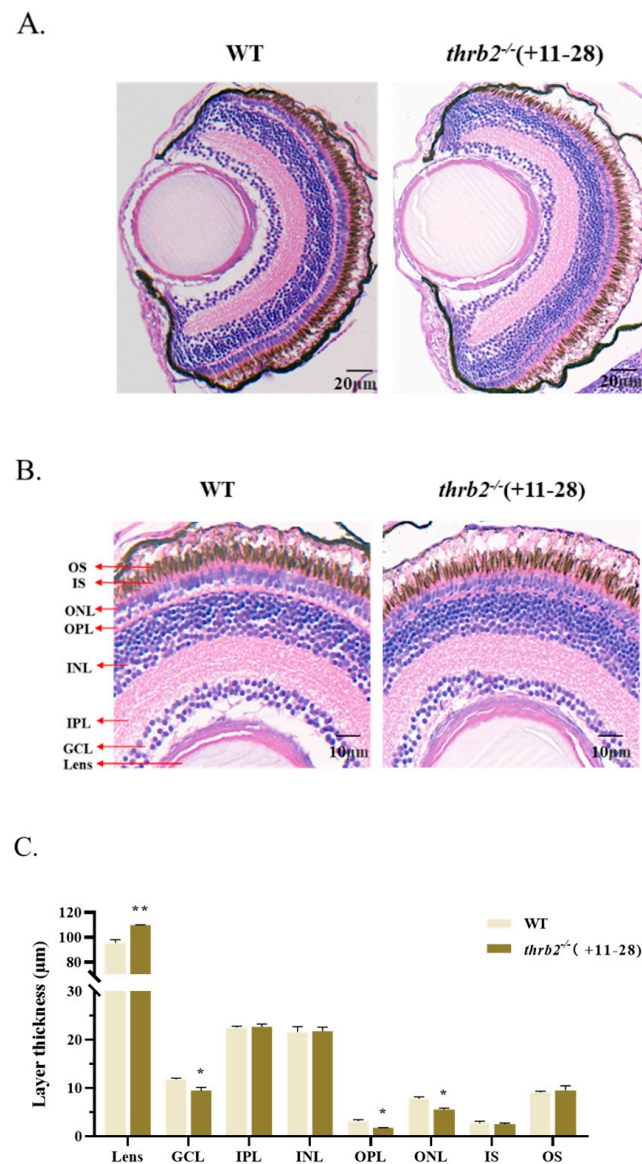 A.
WT thrb2-/-(+11-28)
20μm 20μm
B.
WT thrb2-/-(+11-28)
OS
IS
ONL
OPL
INL
IPL
GCL
Lens
10μm 10μm
C.
Layer thickness (μm)
120
100
80
30
20
10
0
** * * *
WT
thrb2-/-( +11-28)
Lens GCL IPL INL OPL ONL IS OS